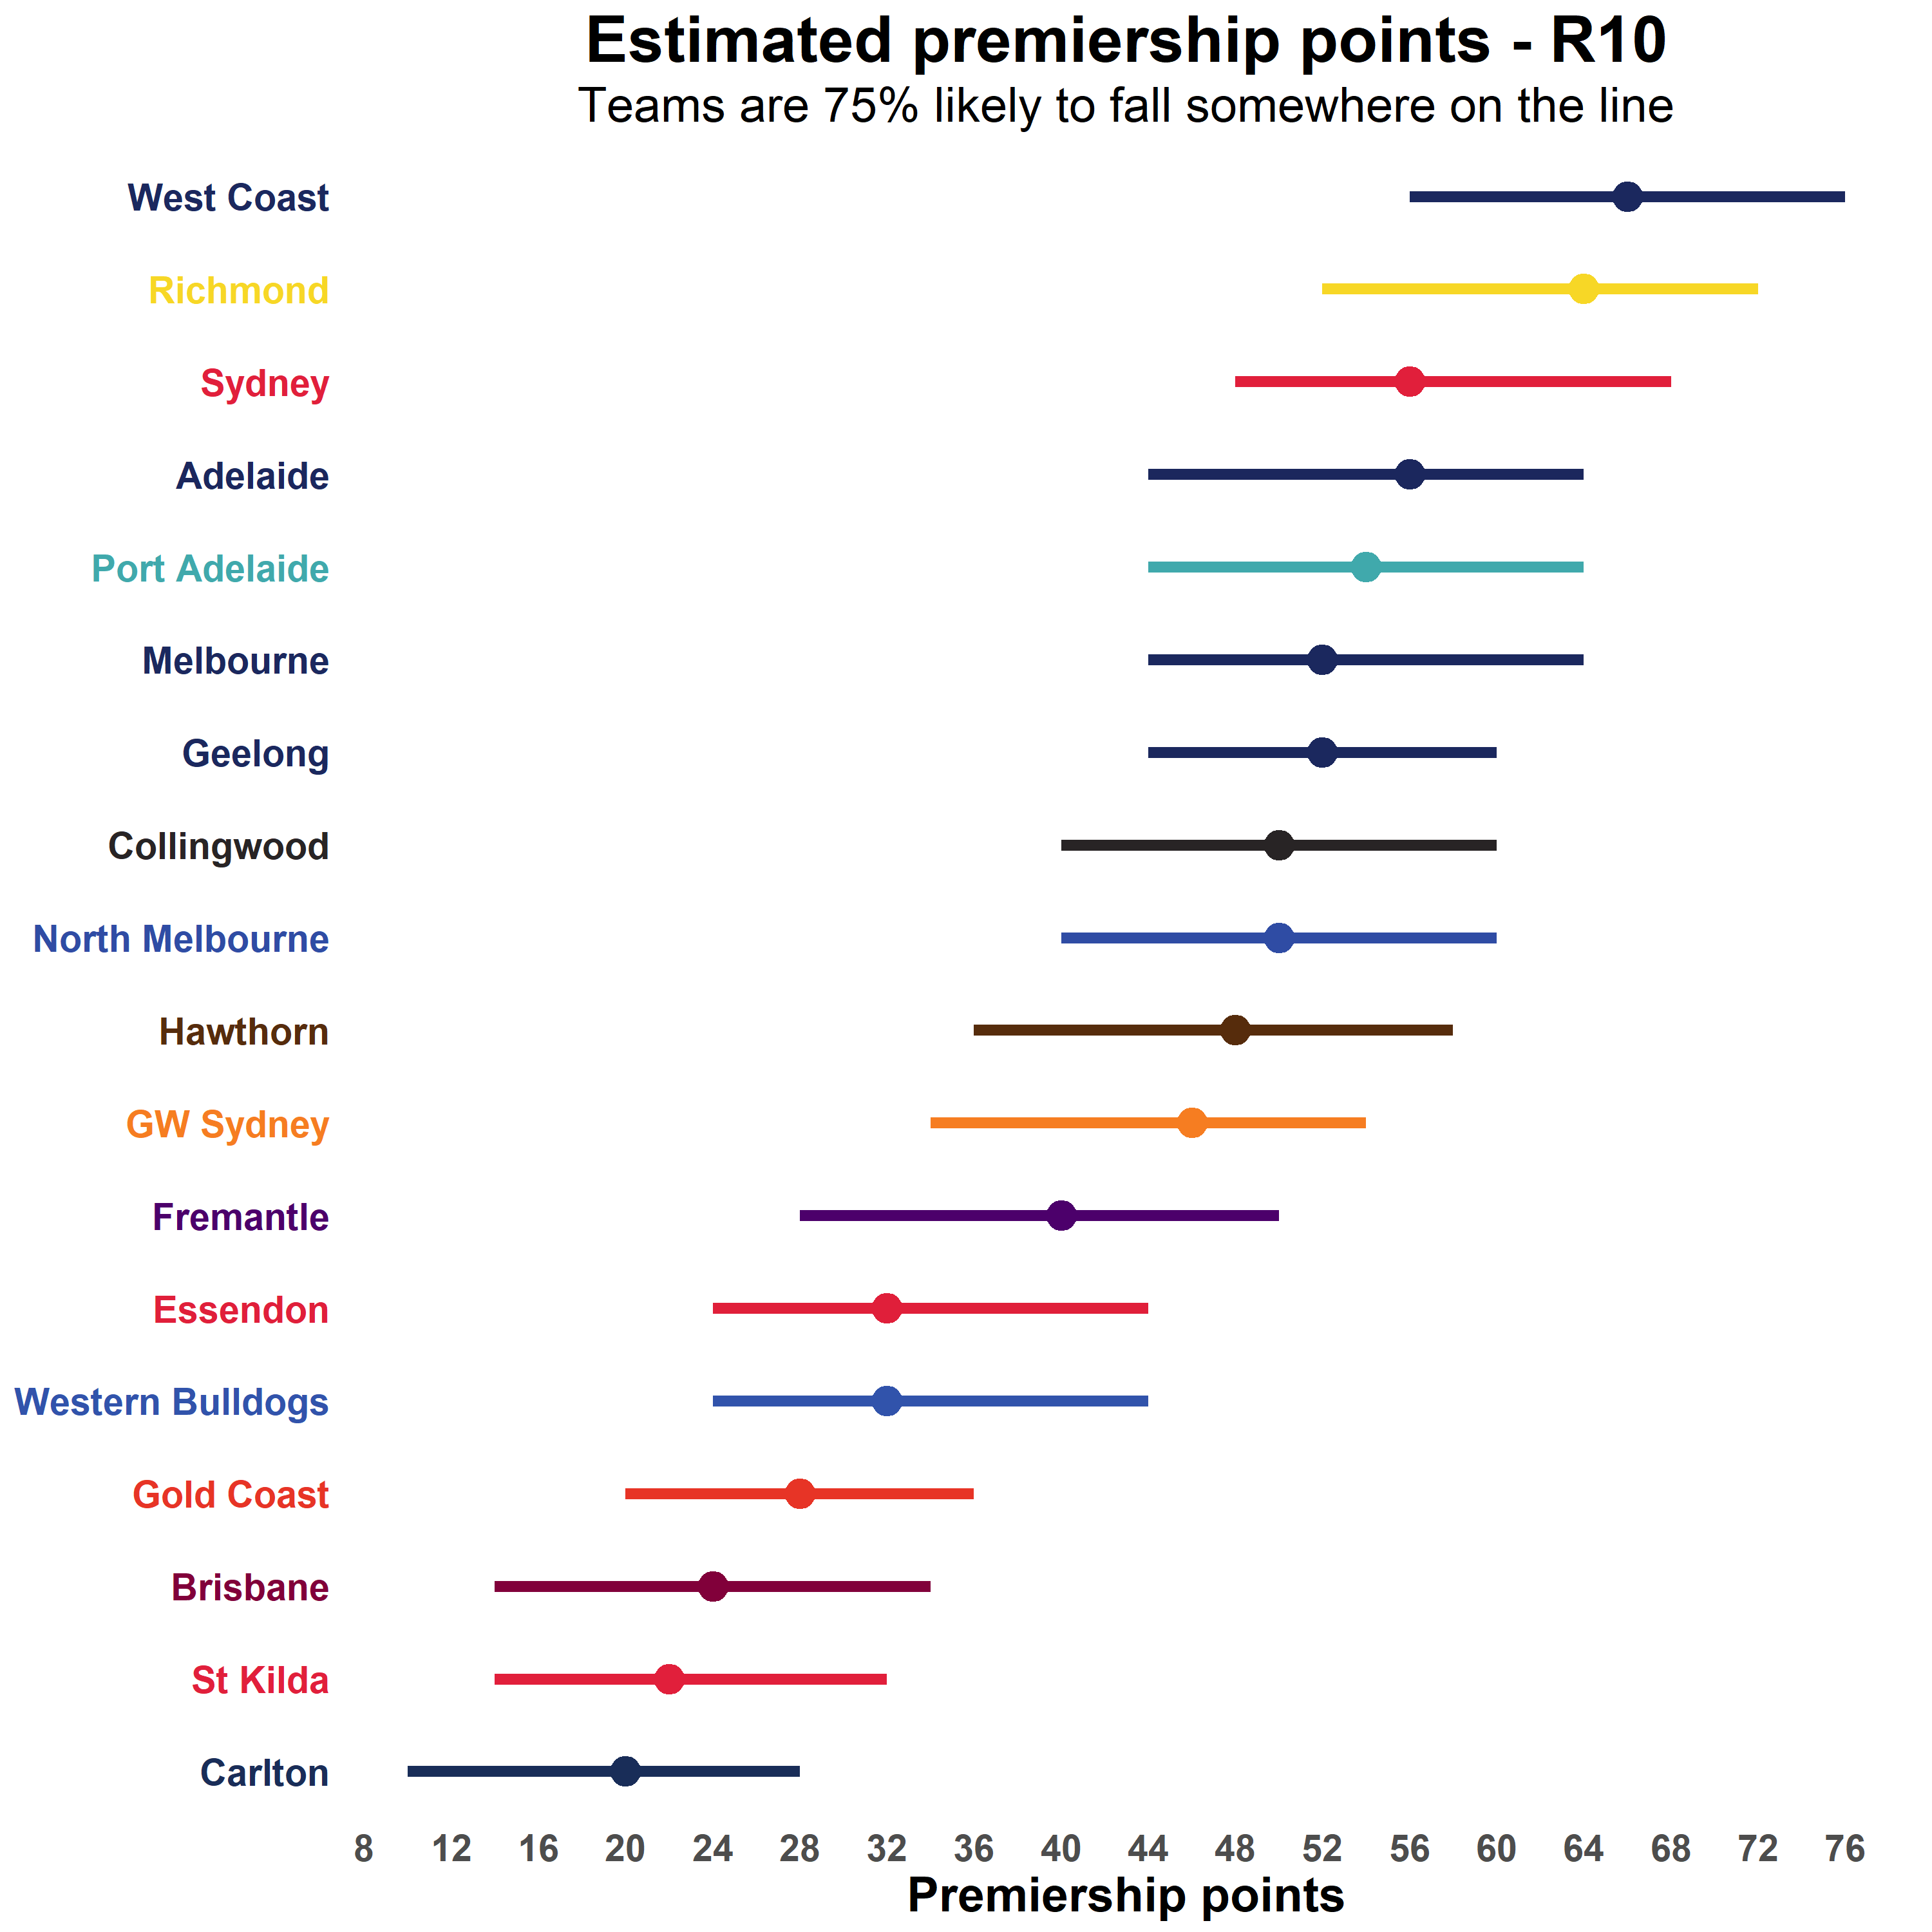 Estimated premiership points - R10
Teams are 75% likely to fall somewhere on the line
West Coast
Richmond
Sydney
Adelaide
Port Adelaide
Melbourne
Geelong
Collingwood
North Melbourne
Hawthorn
GW Sydney
Fremantle
Essendon
Western Bulldogs
Gold Coast
Brisbane
St Kilda
Carlton
8 12 16 20 24 28 32 36 40 44 48 52 56 60 64 68 72 76
Premiership points